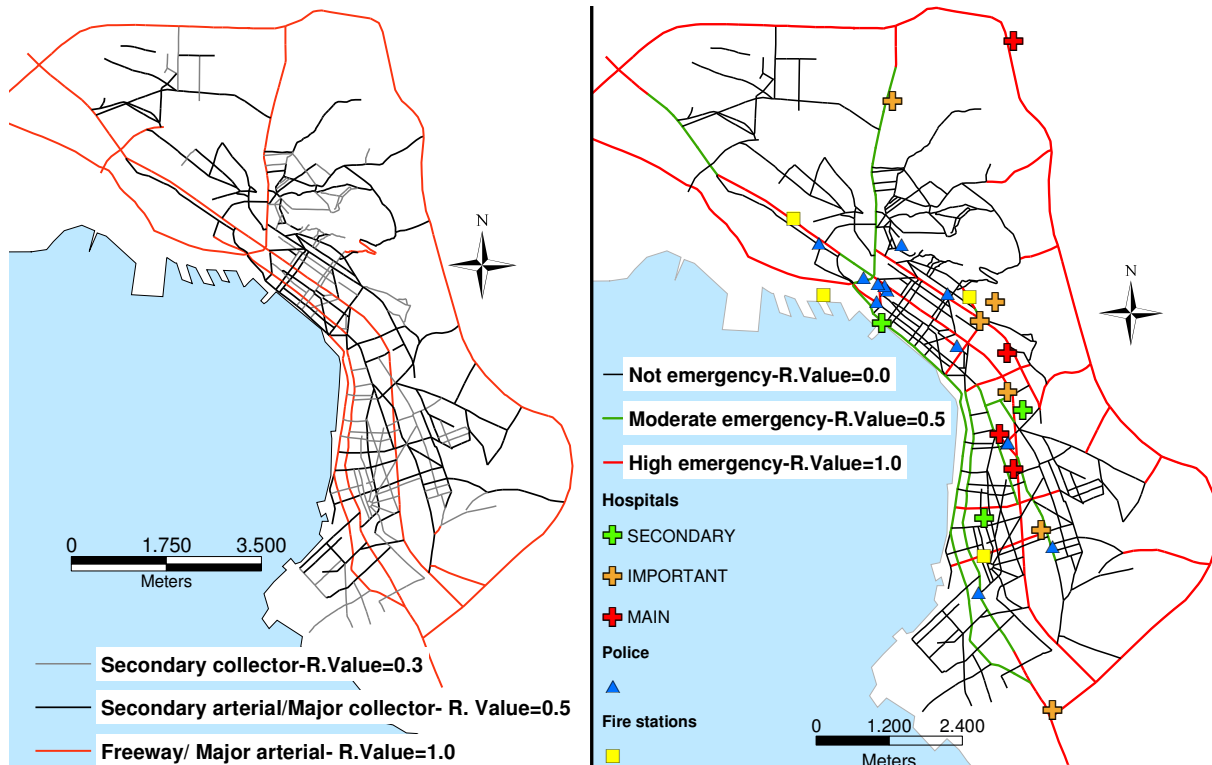 N
0 1.750 3.500
Meters
Secondary collector-R.Value=0.3
Secondary arterial/Major collector- R. Value=0.5
Freeway/ Major arterial- R.Value=1.0
N
Not emergency-R.Value=0.0
Moderate emergency-R.Value=0.5
High emergency-R.Value=1.0
Hospitals
SECONDARY
IMPORTANT
MAIN
Police
Fire stations
0 1.200 2.400
Meters